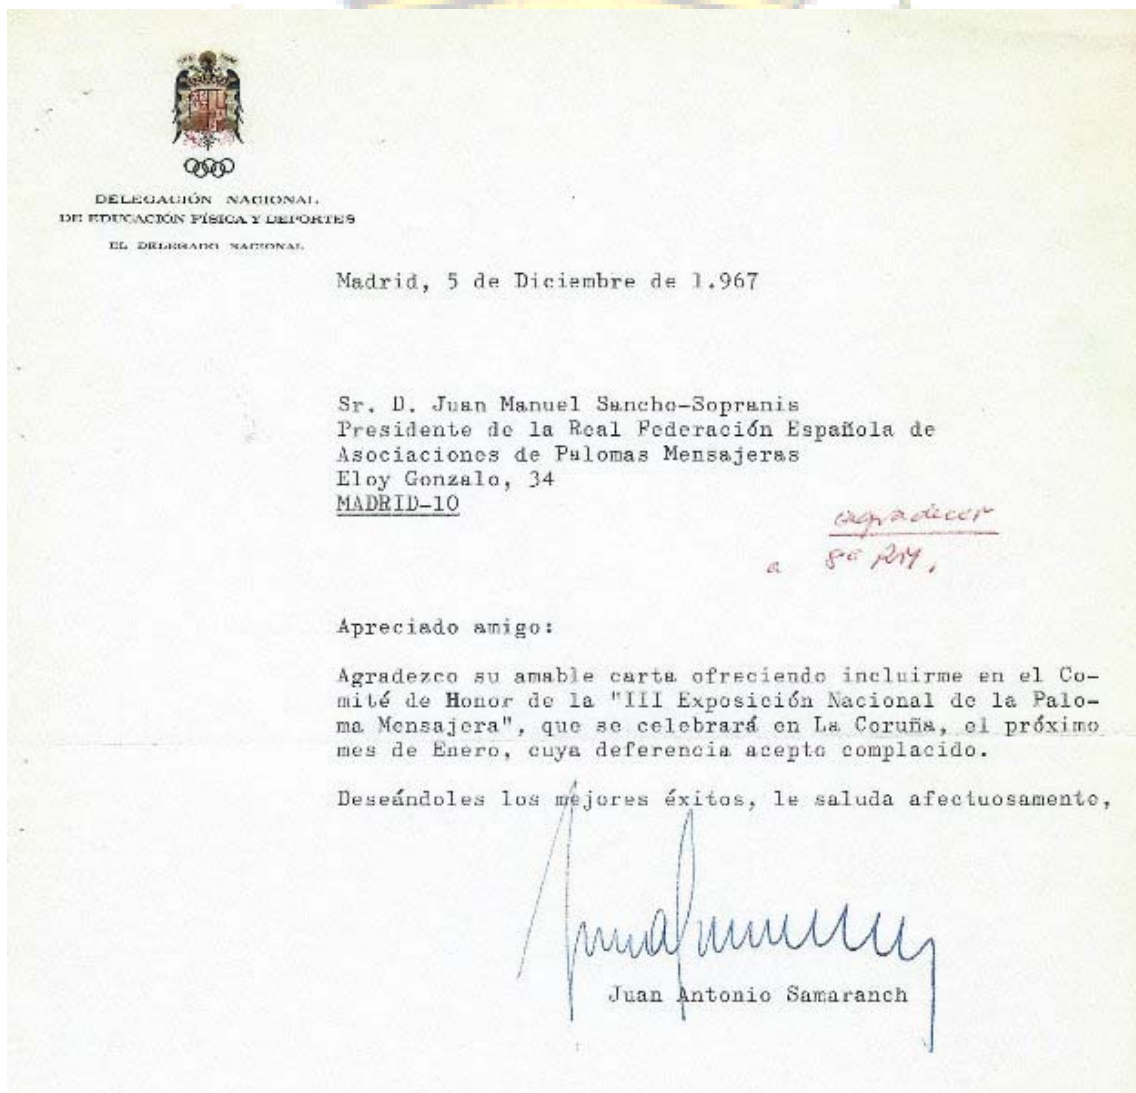 DELEGACIÓN NACIONAL
DE EDUCACIÓN FÍSICA Y DEPORTES
EL DELEGADO NACIONAL
Madrid, 5 de Diciembre de 1.967
Sr. D. Juan Manuel Sancho-Sopranis
Presidente de la Real Federación Española de
Asociaciones de Palomas Mensajeras
Eloy Gonzalo, 34
MADRID-10
agradecer
a 8ª RM.
Apreciado amigo:
Agradezco su amable carta ofreciendo incluirme en el Co-
mité de Honor de la "III Exposición Nacional de la Palo-
ma Mensajera", que se celebrará en La Coruña, el próximo
mes de Enero, cuya deferencia acepto complacido.
Deseándoles los mejores éxitos, le saluda afectuosamente,
Juan Antonio Samaranch